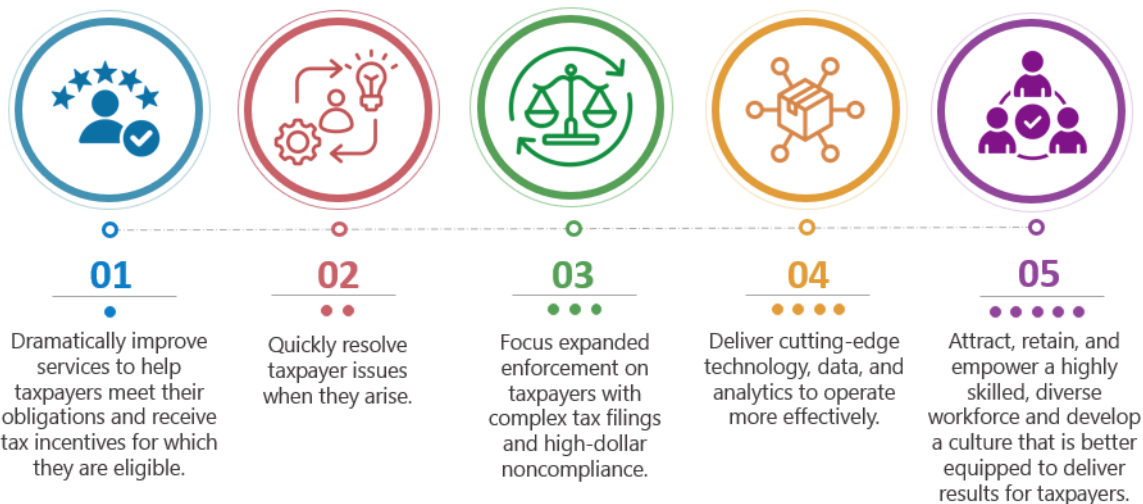 01
Dramatically improve
services to help
taxpayers meet their
obligations and receive
tax incentives for which
they are eligible.
02
Quickly resolve
taxpayer issues
when they arise.
03
Focus expanded
enforcement on
taxpayers with
complex tax filings
and high-dollar
noncompliance.
04
Deliver cutting-edge
technology, data, and
analytics to operate
more effectively.
05
Attract, retain, and
empower a highly
skilled, diverse
workforce and develop
a culture that is better
equipped to deliver
results for taxpayers.